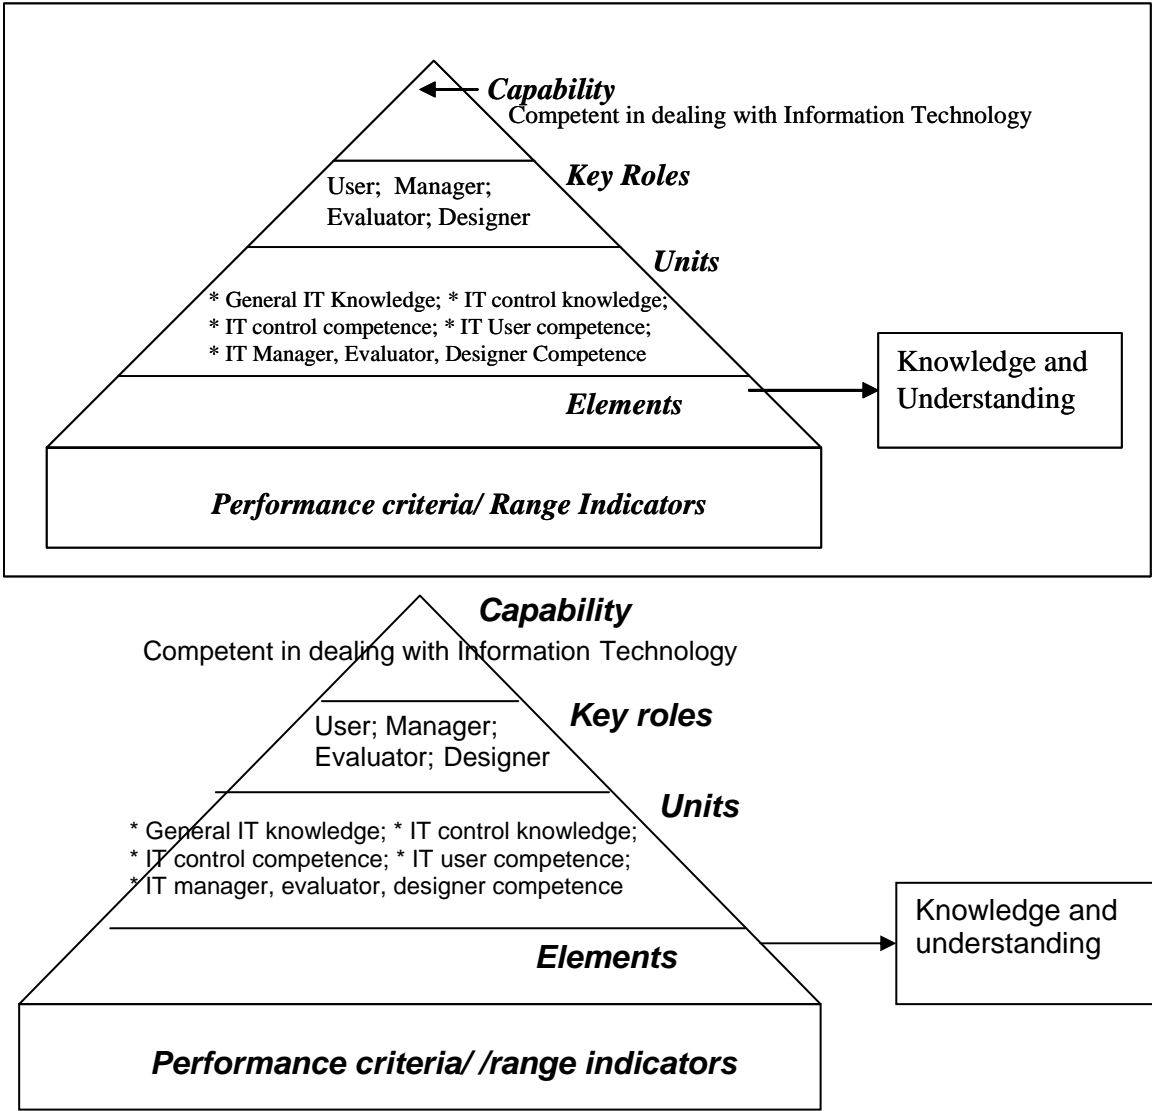 Capability
Competent in dealing with Information Technology
Key Roles
User; Manager;
Evaluator; Designer
Units
* General IT Knowledge; * IT control knowledge;
* IT control competence; * IT User competence;
* IT Manager, Evaluator, Designer Competence
Knowledge and
Understanding
Elements
Performance criteria/ Range Indicators
Capability
Competent in dealing with Information Technology
Key roles
User; Manager;
Evaluator; Designer
Units
* General IT knowledge; * IT control knowledge;
* IT control competence; * IT user competence;
* IT manager, evaluator, designer competence
Knowledge and
understanding
Elements
Performance criteria/ /range indicators